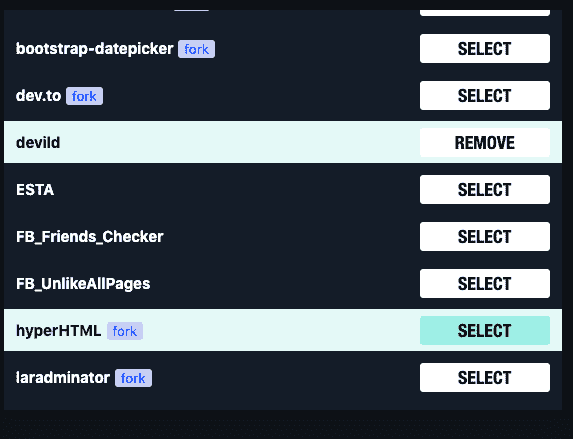 bootstrap-datepicker fork SELECT
dev.to fork SELECT
devild REMOVE
ESTA SELECT
FB_Friends_Checker SELECT
FB_UnlikeAllPages SELECT
hyperHTML fork SELECT
laradminator fork SELECT